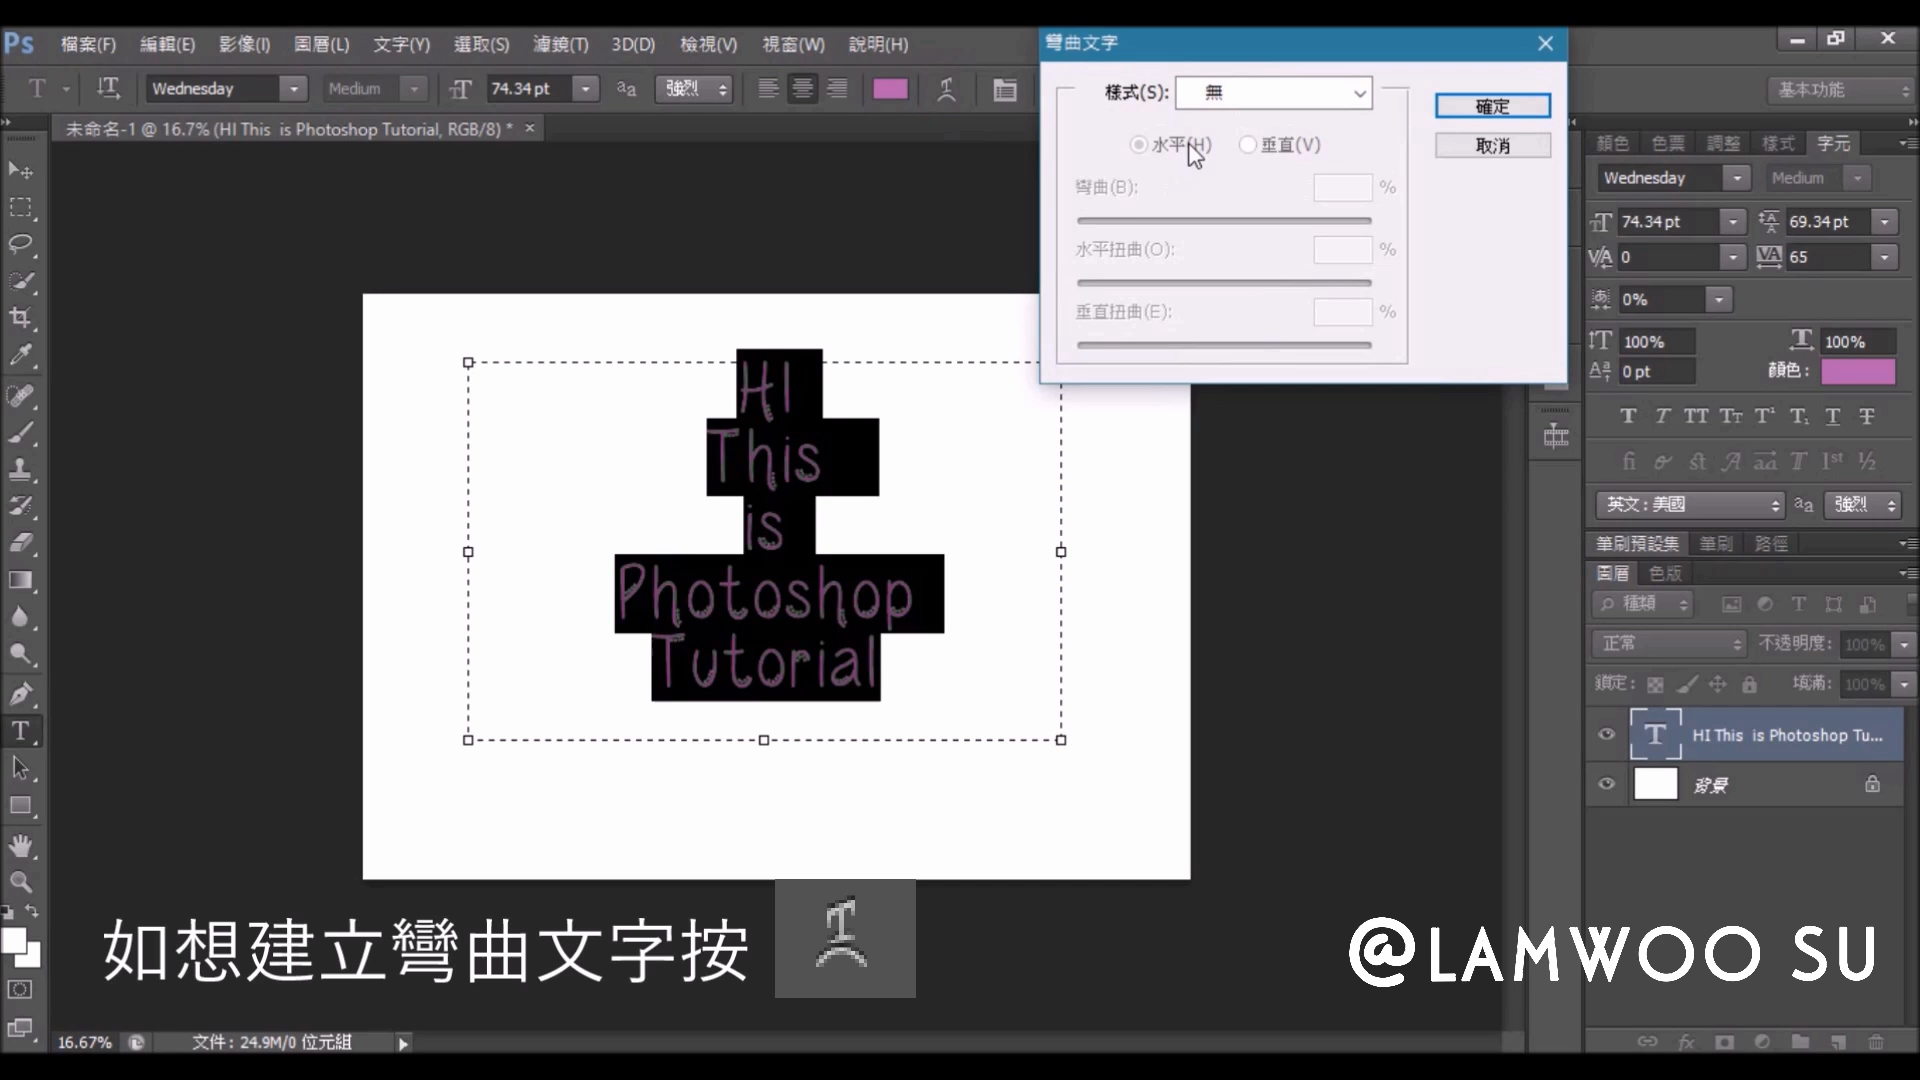 Ps 檔案(F) 編輯(E) 影像(I) 圖層(L) 文字(Y) 選取(S) 濾鏡(T) 3D(D) 檢視(V) 視窗(W) 說明(H)
T Wednesday Medium 74.34 pt aa 強烈 基本功能
未命名-1 @ 16.7% (HI This  is Photoshop Tutorial, RGB/8) *
彎曲文字
樣式(S): 無
確定
水平(H) 垂直(V)
取消
彎曲(B): %
水平扭曲(O): %
垂直扭曲(E): %
顏色 色票 調整 樣式 字元
Wednesday Medium
74.34 pt 69.34 pt
0 65
0%
100% 100%
0 pt 顏色:
英文: 美國 aa 強烈
筆刷預設集 筆刷 路徑
圖層 色版
種類
正常 不透明度: 100%
鎖定: 填滿: 100%
HI This  is Photoshop Tu...
背景
HI
This
is
Photoshop
Tutorial
如想建立彎曲文字按
@LAMWOO SU
16.67% 文件: 24.9M/0 位元組